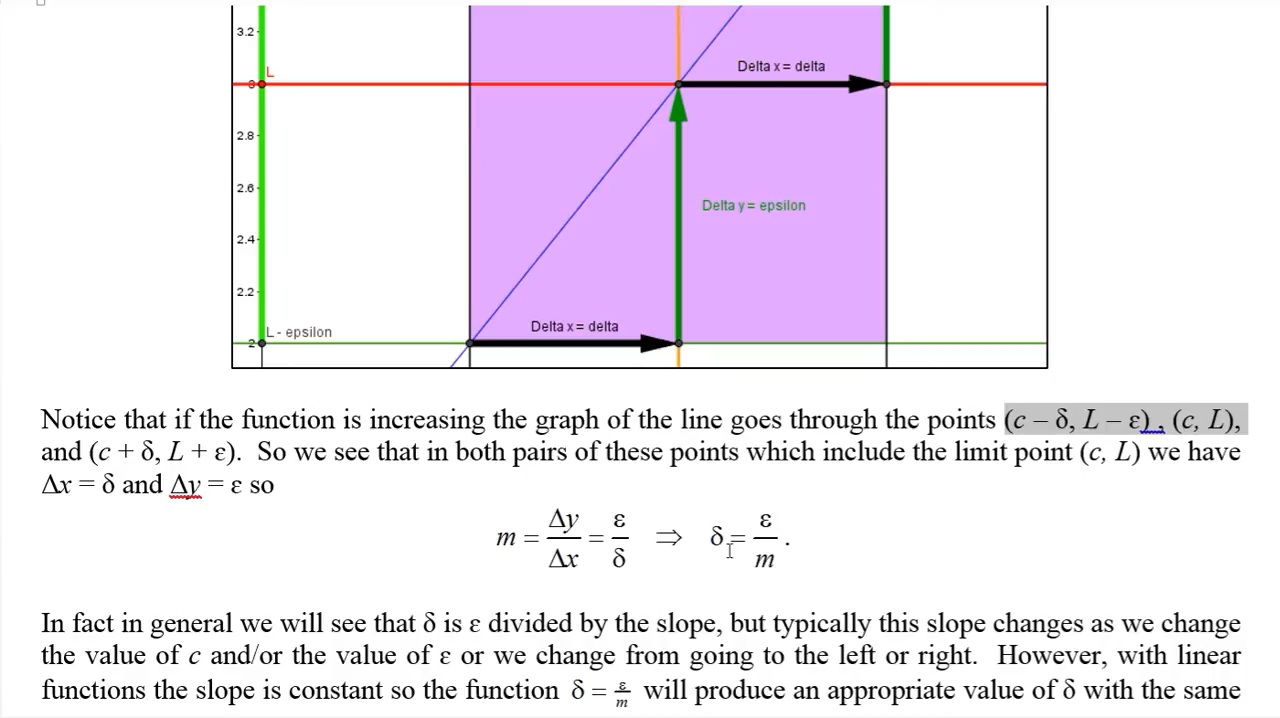 3.2
L
Delta x = delta
3
2.8
2.6
Delta y = epsilon
2.4
2.2
Delta x = delta
L - epsilon
2
Notice that if the function is increasing the graph of the line goes through the points (c – δ, L – ε) , (c, L),
and (c + δ, L + ε). So we see that in both pairs of these points which include the limit point (c, L) we have
Δx = δ and Δy = ε so
m = Δy/Δx = ε/δ ⇒ δ = ε/m .
In fact in general we will see that δ is ε divided by the slope, but typically this slope changes as we change
the value of c and/or the value of ε or we change from going to the left or right. However, with linear
functions the slope is constant so the function δ = ε/m will produce an appropriate value of δ with the same